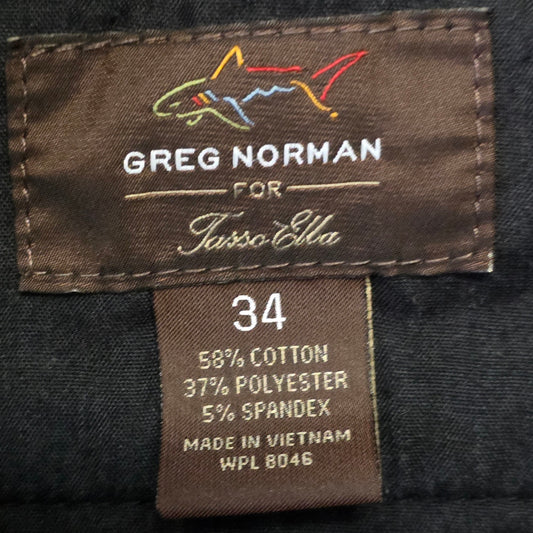 GREG NORMAN
FOR
Tasso Elba
34
58% COTTON
37% POLYESTER
5% SPANDEX
MADE IN VIETNAM
WPL 8046